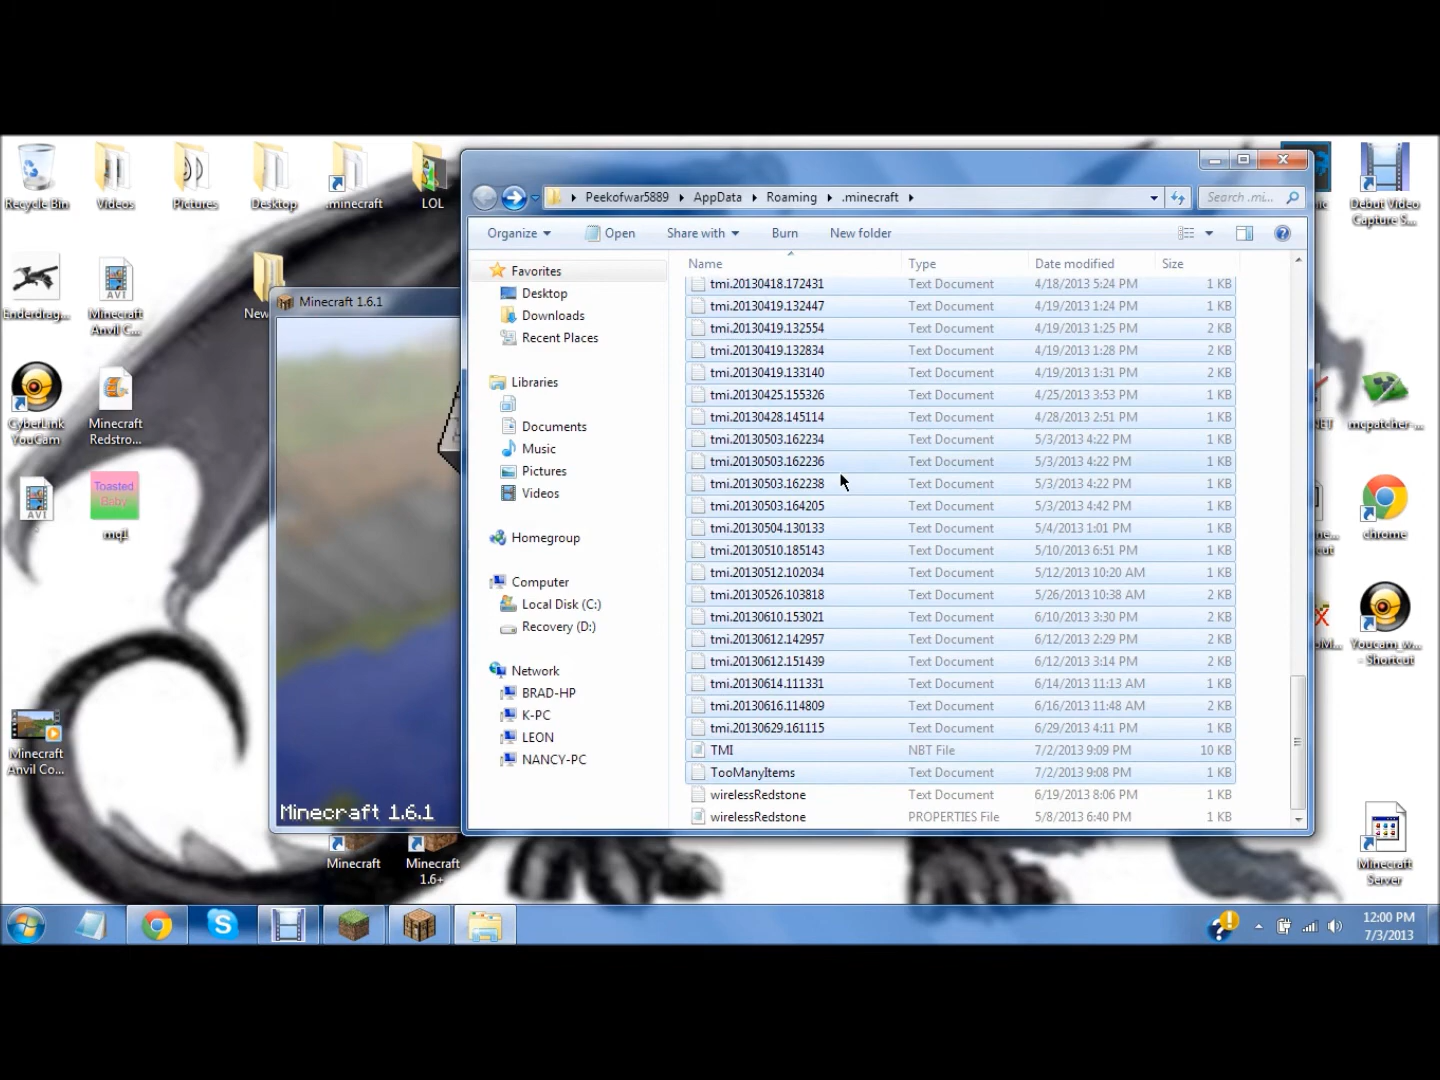 Peekofwar5889 AppData Roaming .minecraft
Search .mi...
Organize Open Share with Burn New folder
Name Type Date modified Size
Favorites
Desktop
Downloads
Recent Places
Libraries
Documents
Music
Pictures
Videos
Homegroup
Computer
Local Disk (C:)
Recovery (D:)
Network
BRAD-HP
K-PC
LEON
NANCY-PC
tmi.20130418.172431 Text Document 4/18/2013 5:24 PM 1 KB
tmi.20130419.132447 Text Document 4/19/2013 1:24 PM 1 KB
tmi.20130419.132554 Text Document 4/19/2013 1:25 PM 2 KB
tmi.20130419.132834 Text Document 4/19/2013 1:28 PM 2 KB
tmi.20130419.133140 Text Document 4/19/2013 1:31 PM 2 KB
tmi.20130425.155326 Text Document 4/25/2013 3:53 PM 1 KB
tmi.20130428.145114 Text Document 4/28/2013 2:51 PM 1 KB
tmi.20130503.162234 Text Document 5/3/2013 4:22 PM 1 KB
tmi.20130503.162236 Text Document 5/3/2013 4:22 PM 1 KB
tmi.20130503.162238 Text Document 5/3/2013 4:22 PM 1 KB
tmi.20130503.164205 Text Document 5/3/2013 4:42 PM 1 KB
tmi.20130504.130133 Text Document 5/4/2013 1:01 PM 1 KB
tmi.20130510.185143 Text Document 5/10/2013 6:51 PM 1 KB
tmi.20130512.102034 Text Document 5/12/2013 10:20 AM 1 KB
tmi.20130526.103818 Text Document 5/26/2013 10:38 AM 1 KB
tmi.20130610.153021 Text Document 6/10/2013 3:30 PM 2 KB
tmi.20130612.142957 Text Document 6/12/2013 2:29 PM 2 KB
tmi.20130612.151439 Text Document 6/12/2013 3:14 PM 2 KB
tmi.20130614.111331 Text Document 6/14/2013 11:13 AM 1 KB
tmi.20130616.114809 Text Document 6/16/2013 11:48 AM 2 KB
tmi.20130629.161115 Text Document 6/29/2013 4:11 PM 1 KB
TMI NBT File 7/2/2013 9:09 PM 10 KB
TooManyItems Text Document 7/2/2013 9:08 PM 1 KB
wirelessRedstone Text Document 6/19/2013 8:06 PM 1 KB
wirelessRedstone PROPERTIES File 5/8/2013 6:40 PM 1 KB
Recycle Bin Videos Pictures Desktop .minecraft LOL
Enderdrag... Minecraft
Anvil C...
New
Minecraft 1.6.1
CyberLink
YouCam
Minecraft
Redstro...
AVI
AVI
Toasted
Baby
mq1
Minecraft
Anvil Co...
Minecraft 1.6.1
Minecraft
Minecraft
1.6+
Debut Video
Capture S...
mcpatcher-...
chrome
Youcam_w...
- Shortcut
Minecraft
Server
12:00 PM
7/3/2013